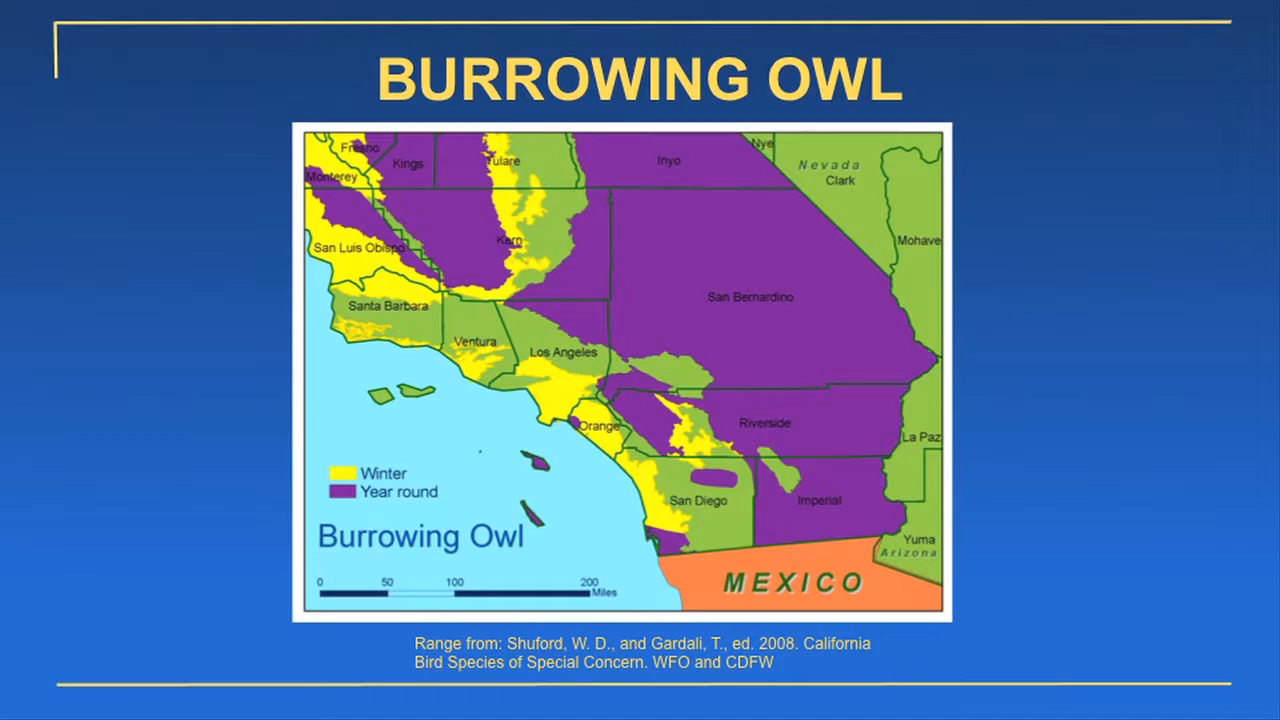 BURROWING OWL
Fresno
Kings
Tulare
Inyo
Nye
Nevada
Clark
Monterey
Mohave
San Luis Obispo
Kern
San Bernardino
Santa Barbara
Ventura
Los Angeles
Orange
Riverside
La Paz
Winter
Year round
San Diego
Imperial
Burrowing Owl
Yuma
Arizona
MEXICO
0 50 100 200
Miles
Range from: Shuford, W. D., and Gardali, T., ed. 2008. California
Bird Species of Special Concern. WFO and CDFW